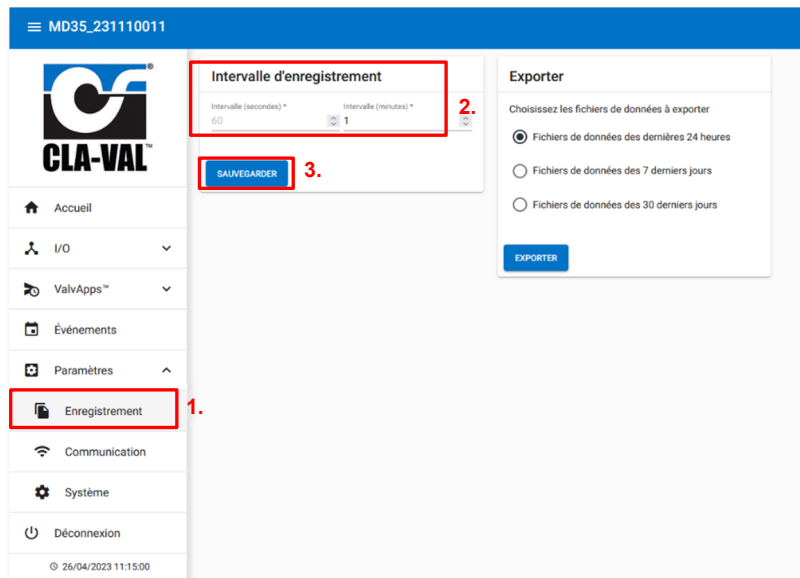 MD35_231110011
CLA-VAL™
®
Accueil
I/O
ValvApps™
Événements
Paramètres
Enregistrement
1.
Communication
Système
Déconnexion
26/04/2023 11:15:00
Intervalle d'enregistrement
Intervalle (secondes) *
60
Intervalle (minutes) *
1
2.
SAUVEGARDER
3.
Exporter
Choisissez les fichiers de données à exporter
Fichiers de données des dernières 24 heures
Fichiers de données des 7 derniers jours
Fichiers de données des 30 derniers jours
EXPORTER